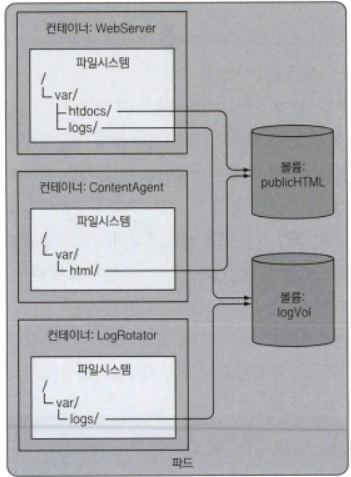 컨테이너: WebServer
파일시스템
/
var/
htdocs/
logs/
컨테이너: ContentAgent
파일시스템
/
var/
html/
컨테이너: LogRotator
파일시스템
/
var/
logs/
볼륨:
publicHTML
볼륨:
logVol
파드